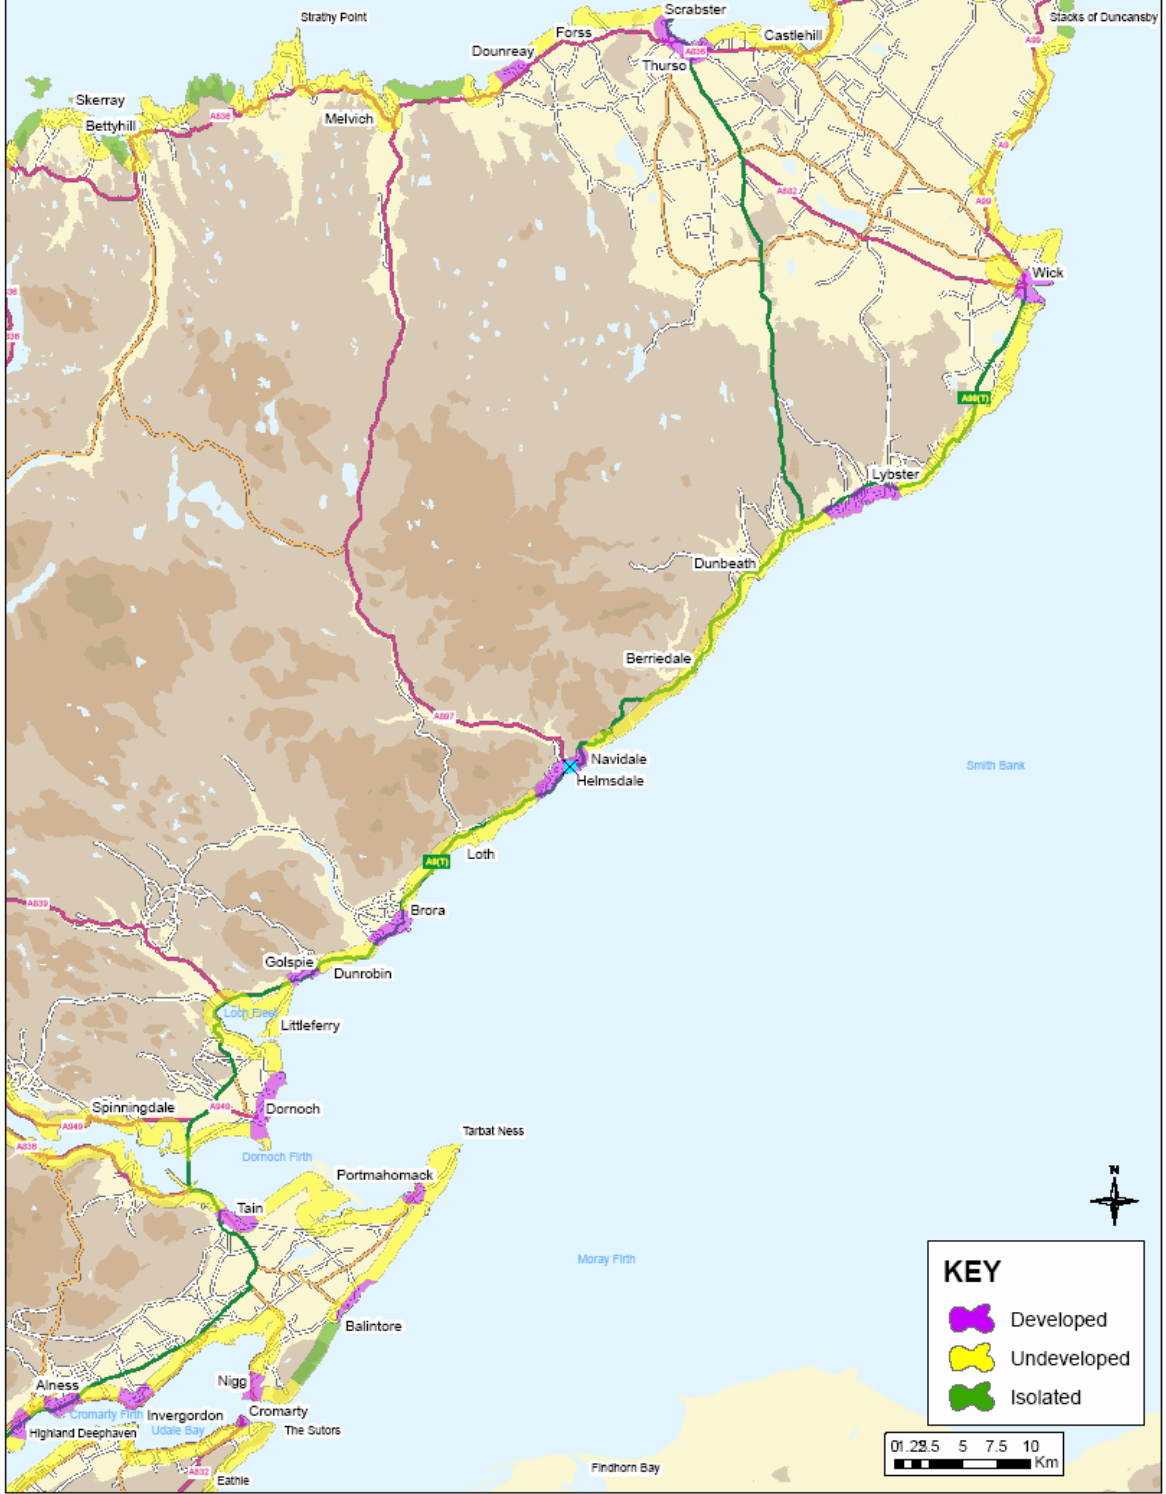 Scrabster
Strathy Point
Stacks of Duncansby
Forss
Castlehill
A99
Dounreay
A836
Thurso
Skerray
Melvich
A836
Bettyhill
A9
A882
A99
Wick
A99(T)
Lybster
Dunbeath
Berriedale
A897
Navidale
Smith Bank
Helmsdale
Loth
A9(T)
A839
Brora
Golspie
Dunrobin
Loch Fleet
Littleferry
Spinningdale
A949
Dornoch
A949
Tarbat Ness
A836
Dornoch Firth
Portmahomack
N
Tain
Moray Firth
KEY
Developed
Undeveloped
Isolated
Balintore
Nigg
Alness
Cromarty
Cromarty Firth
Invergordon
Udale Bay
The Sutors
Highland Deephaven
A832
Eathie
Findhorn Bay
5 7.5 10
Km